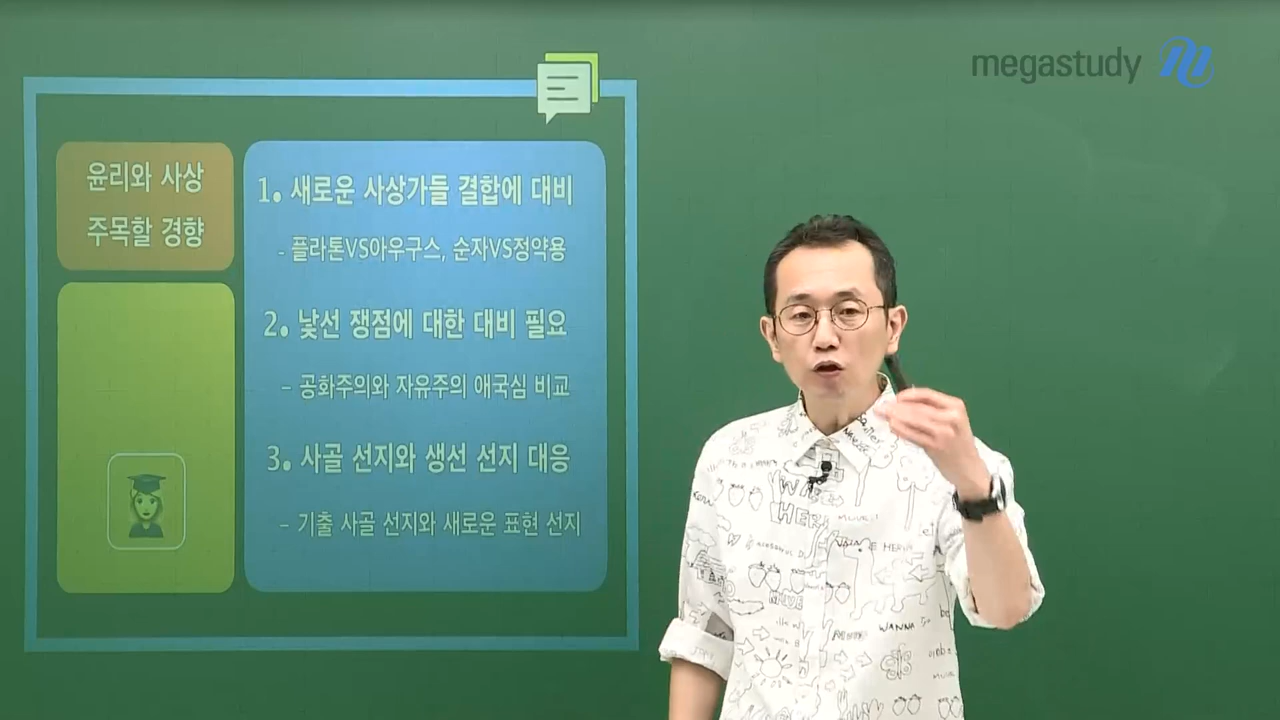 megastudy
윤리와 사상
주목할 경향
1. 새로운 사상가들 결합에 대비
- 플라톤VS아우구스, 순자VS정약용
2. 낯선 쟁점에 대한 대비 필요
- 공화주의와 자유주의 애국심 비교
3. 사골 선지와 생선 선지 대응
- 기출 사골 선지와 새로운 표현 선지
HER
WANNA